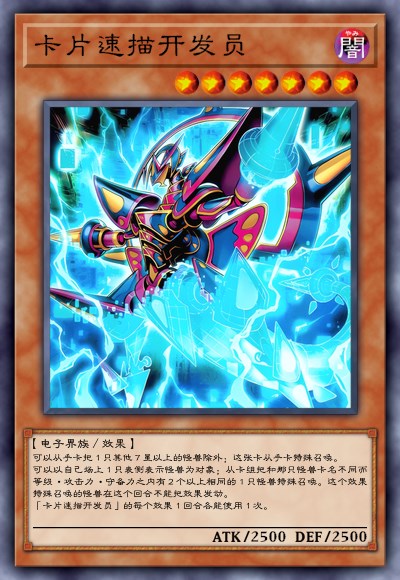 卡片速描开发员
やみ
闇
【电子界族/效果】
可以从手卡把1只其他7星以上的怪兽除外;这张卡从手卡特殊召唤。
可以以自己场上1只表侧表示怪兽为对象;从卡组把和那只怪兽卡名不同而
等级·攻击力·守备力之内有2个以上相同的1只怪兽特殊召唤。这个效果
特殊召唤的怪兽在这个回合不能把效果发动。
「卡片速描开发员」的每个效果1回合各能使用1次。
ATK/2500 DEF/2500